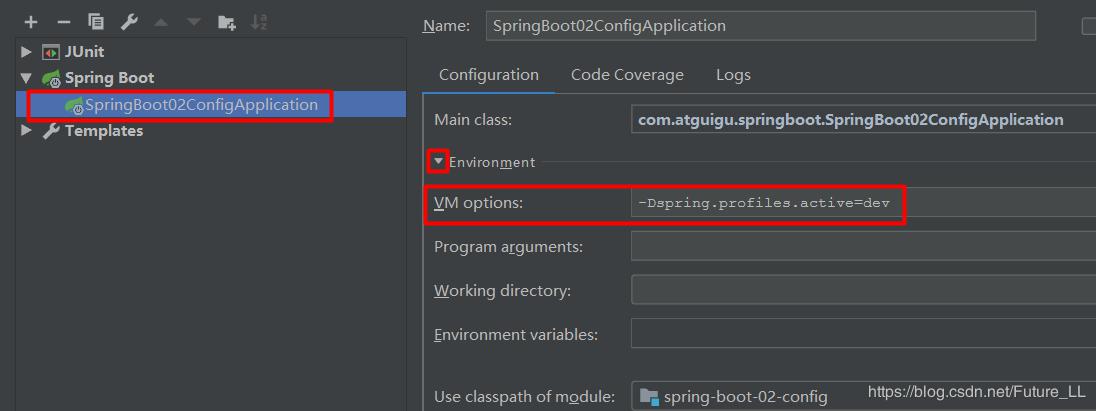 Name: SpringBoot02ConfigApplication
JUnit
Spring Boot
SpringBoot02ConfigApplication
Templates
Configuration Code Coverage Logs
Main class: com.atguigu.springboot.SpringBoot02ConfigApplication
Environment
VM options: -Dspring.profiles.active=dev
Program arguments:
Working directory:
Environment variables:
Use classpath of module: spring-boot-02-config
https://blog.csdn.net/Future_LL